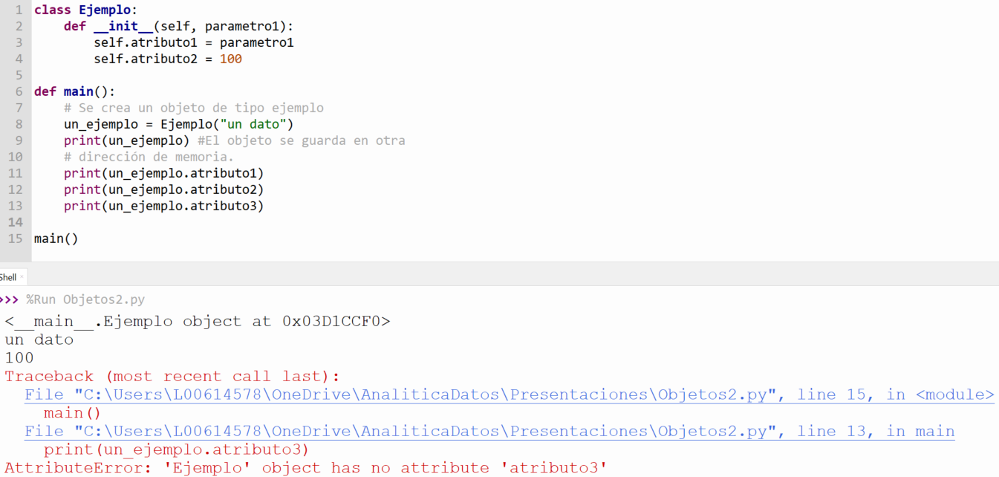 1 class Ejemplo:
2     def __init__(self, parametro1):
3         self.atributo1 = parametro1
4         self.atributo2 = 100
5
6 def main():
7     # Se crea un objeto de tipo ejemplo
8     un_ejemplo = Ejemplo("un dato")
9     print(un_ejemplo) #El objeto se guarda en otra
10     # dirección de memoria.
11     print(un_ejemplo.atributo1)
12     print(un_ejemplo.atributo2)
13     print(un_ejemplo.atributo3)
14
15 main()
Shell ×
>>> %Run Objetos2.py
<__main__.Ejemplo object at 0x03D1CCF0>
un dato
100
Traceback (most recent call last):
  File "C:\Users\L00614578\OneDrive\AnaliticaDatos\Presentaciones\Objetos2.py", line 15, in <module>
    main()
  File "C:\Users\L00614578\OneDrive\AnaliticaDatos\Presentaciones\Objetos2.py", line 13, in main
    print(un_ejemplo.atributo3)
AttributeError: 'Ejemplo' object has no attribute 'atributo3'